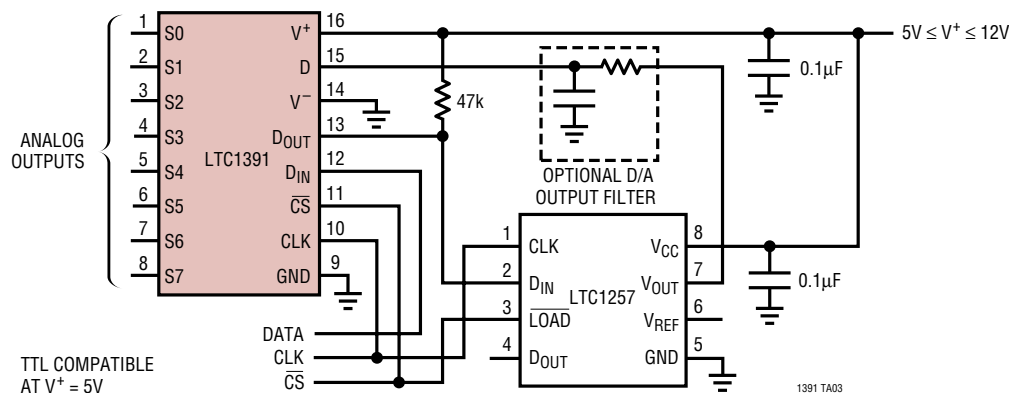 1 S0 V+ 16
2 S1 D 15
3 S2 V− 14
4 S3 DOUT 13
5 S4 DIN 12
6 S5 CS 11
7 S6 CLK 10
8 S7 GND 9
LTC1391
ANALOG
OUTPUTS
47k
5V ≤ V+ ≤ 12V
0.1µF
OPTIONAL D/A
OUTPUT FILTER
1 CLK VCC 8
2 DIN VOUT 7
3 LOAD VREF 6
4 DOUT GND 5
LTC1257
0.1µF
DATA
CLK
CS
TTL COMPATIBLE
AT V+ = 5V
1391 TA03